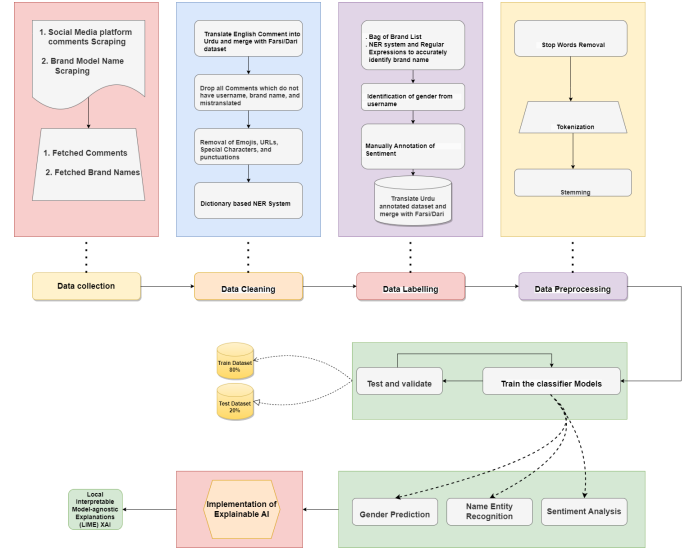 1. Social Media platform
comments Scraping
2. Brand Model Name
Scraping
1. Fetched Comments
2. Fetched Brand Names
Translate English Comment into
Urdu and merge with Farsi/Dari
dataset
Drop all Comments which do not
have username, brand name, and
mistranslated
Removal of Emojis, URLs,
Special Characters, and
punctuations
Dictionary based NER System
. Bag of Brand List
. NER system and Regular
Expressions to accurately
identify brand name
Identification of gender from
username
Manually Annotation of
Sentiment
Translate Urdu
annotated dataset and
merge with Farsi/Dari
Stop Words Removal
Tokenization
Stemming
Data collection
Data Cleaning
Data Labelling
Data Preprocessing
Train Dataset
80%
Test Dataset
20%
Test and validate
Train the classifier Models
Local
Interpretable
Model-agnostic
Explanations
(LIME) XAI
Implementation of
Explainable AI
Gender Prediction
Name Entity
Recognition
Sentiment Analysis